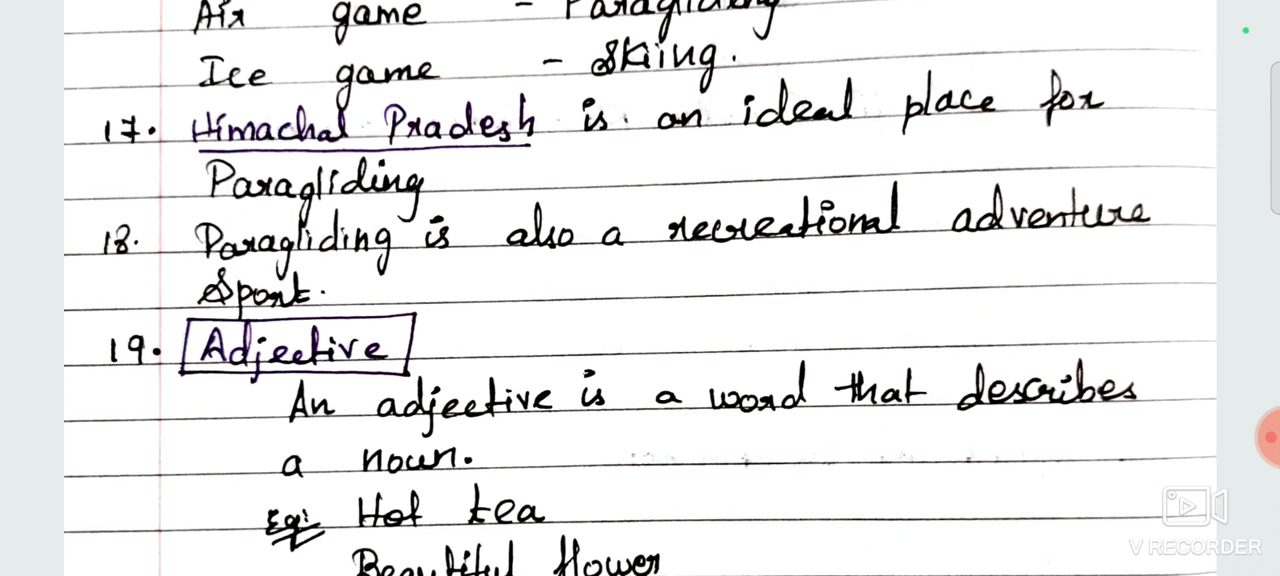 Air game - Paragliding
Ice game - Skiing.
17. Himachal Pradesh is an ideal place for
Paragliding
18. Paragliding is also a recreational adventure
Sport.
19. Adjective
An adjective is a word that describes
a noun.
Eg: Hot tea
Beautiful flower
V RECORDER